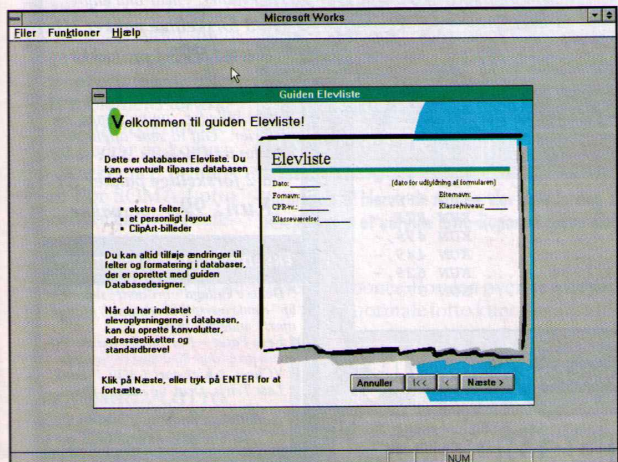 Microsoft Works
Filer Funktioner Hjælp
Guiden Elevliste
Velkommen til guiden Elevliste!
Dette er databasen Elevliste. Du
kan eventuelt tilpasse databasen
med:
ekstra felter,
et personligt layout
ClipArt-billeder
Du kan altid tilføje ændringer til
felter og formatering i databaser,
der er oprettet med guiden
Databasedesigner.
Når du har indtastet
elevoplysningerne i databasen,
kan du oprette konvolutter,
adresseetiketter og
standardbreve!
Elevliste
Dato: (dato for udfyldning af formularen)
Fornavn: Efternavn:
CPR-nr.: Klasse/niveau:
Klasseværelse:
Klik på Næste, eller tryk på ENTER for at
fortsætte.
Annuller |<< < Næste >
NUM